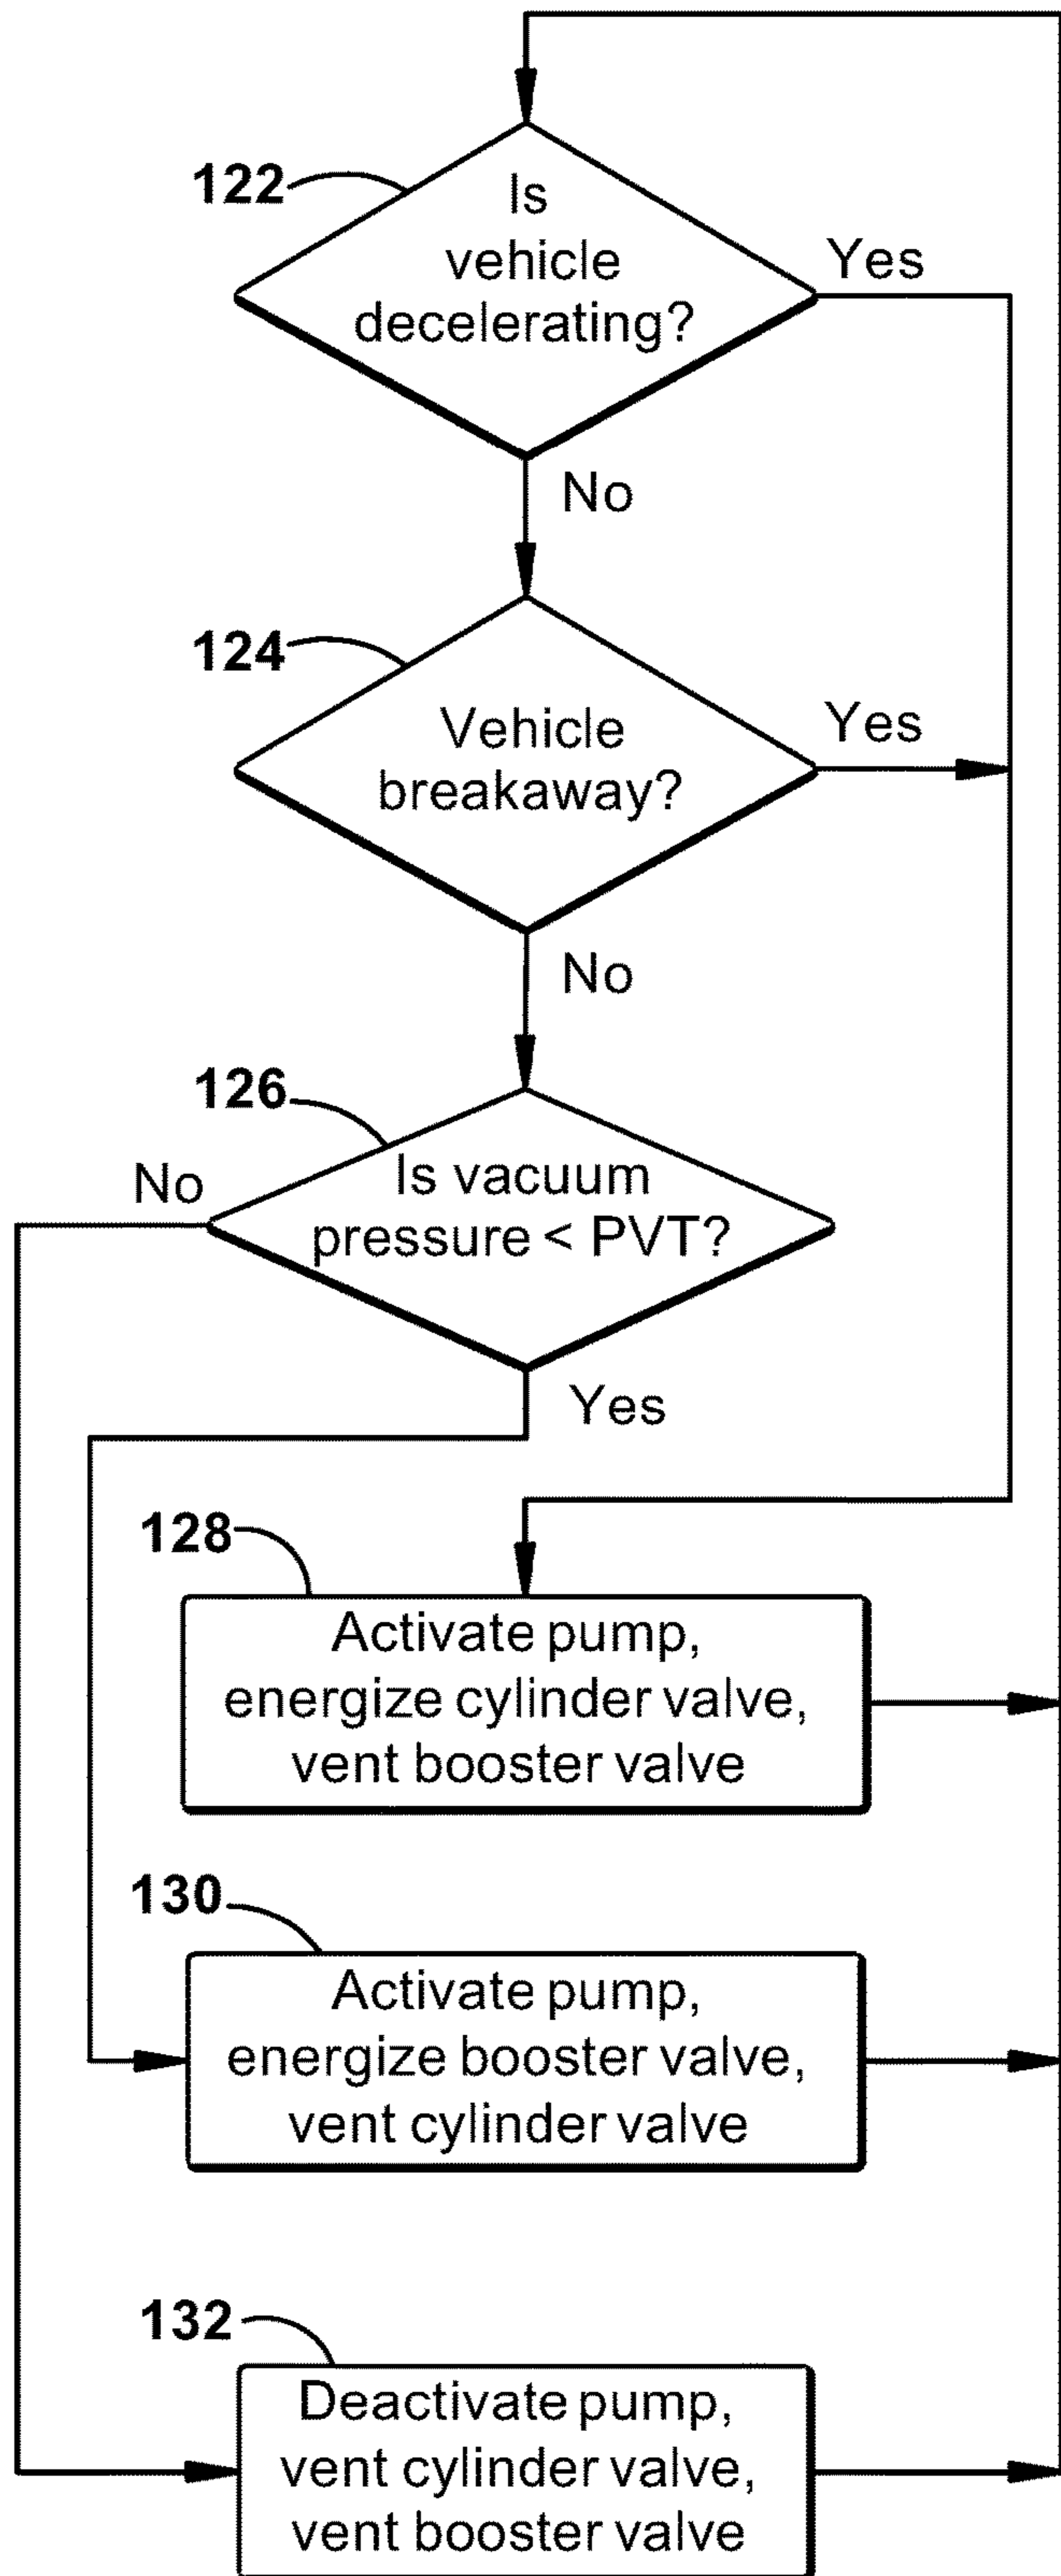 122
Is
vehicle
decelerating?
Yes
No
124
Vehicle
breakaway?
Yes
No
126
No
Is vacuum
pressure < PVT?
Yes
128
Activate pump,
energize cylinder valve,
vent booster valve
130
Activate pump,
energize booster valve,
vent cylinder valve
132
Deactivate pump,
vent cylinder valve,
vent booster valve